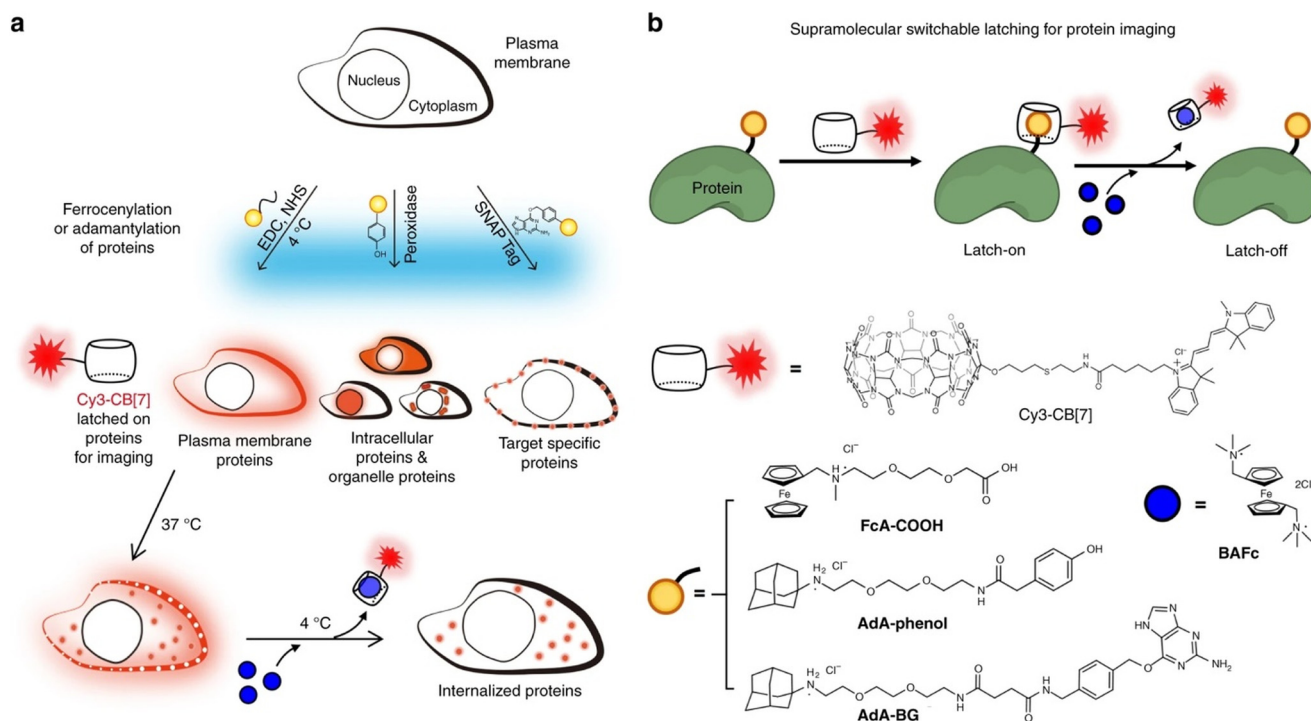 a
Plasma
membrane
Nucleus
Cytoplasm
Ferrocenylation
or adamantylation
of proteins
EDC, NHS
4 °C
OH
Peroxidase
SNAP Tag
Cy3-CB[7]
latched on
proteins
for imaging
Plasma membrane
proteins
Intracellular
proteins &
organelle proteins
Target specific
proteins
37 °C
4 °C
Internalized proteins
b
Supramolecular switchable latching for protein imaging
Protein
Latch-on
Latch-off
=
Cl⁻
Cy3-CB[7]
Cl⁻
OH
Fe
O
FcA-COOH
=
2Cl
Fe
BAFc
=
H₂
N
Cl⁻
O
OH
AdA-phenol
H₂
N
Cl⁻
O
HN
N
NH₂
AdA-BG